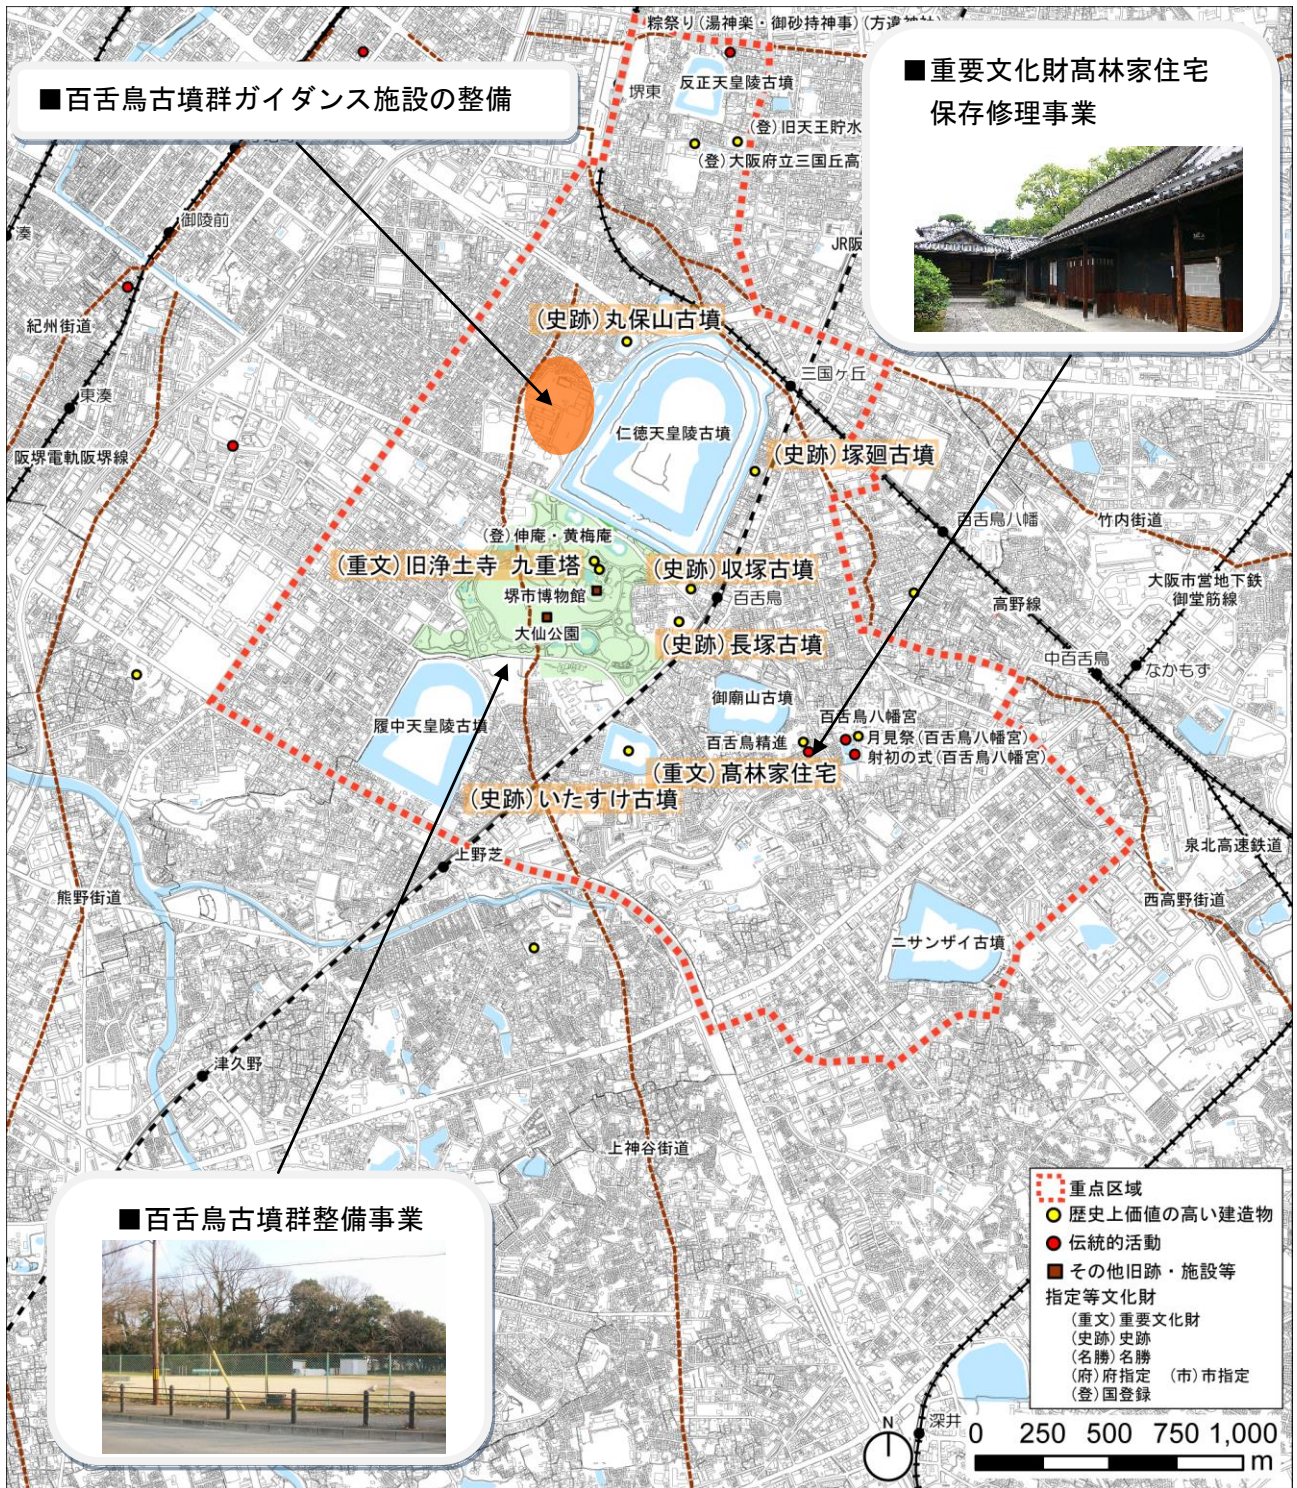 粽祭り(湯神楽・御砂持神事)(方違神社)
■百舌鳥古墳群ガイダンス施設の整備
■重要文化財髙林家住宅
保存修理事業
反正天皇陵古墳
堺東
(登)旧天王貯水
(登)大阪府立三国丘高
御陵前
湊
JR阪
紀州街道
(史跡)丸保山古墳
三国ヶ丘
東湊
仁徳天皇陵古墳
阪堺電軌阪堺線
(史跡)塚廻古墳
百舌鳥八幡
竹内街道
(登)伸庵・黄梅庵
(重文)旧浄土寺 九重塔
(史跡)収塚古墳
大阪市営地下鉄
御堂筋線
堺市博物館
百舌鳥
高野線
大仙公園
(史跡)長塚古墳
中百舌鳥
なかもず
御廟山古墳
履中天皇陵古墳
百舌鳥八幡宮
百舌鳥精進
月見祭(百舌鳥八幡宮)
射初の式(百舌鳥八幡宮)
(重文)髙林家住宅
(史跡)いたすけ古墳
上野芝
泉北高速鉄道
熊野街道
西高野街道
ニサンザイ古墳
津久野
上神谷街道
■百舌鳥古墳群整備事業
重点区域
歴史上価値の高い建造物
伝統的活動
その他旧跡・施設等
指定等文化財
(重文)重要文化財
(史跡)史跡
(名勝)名勝
(府)府指定 (市)市指定
(登)国登録
深井
N
0 250 500 750 1,000
m